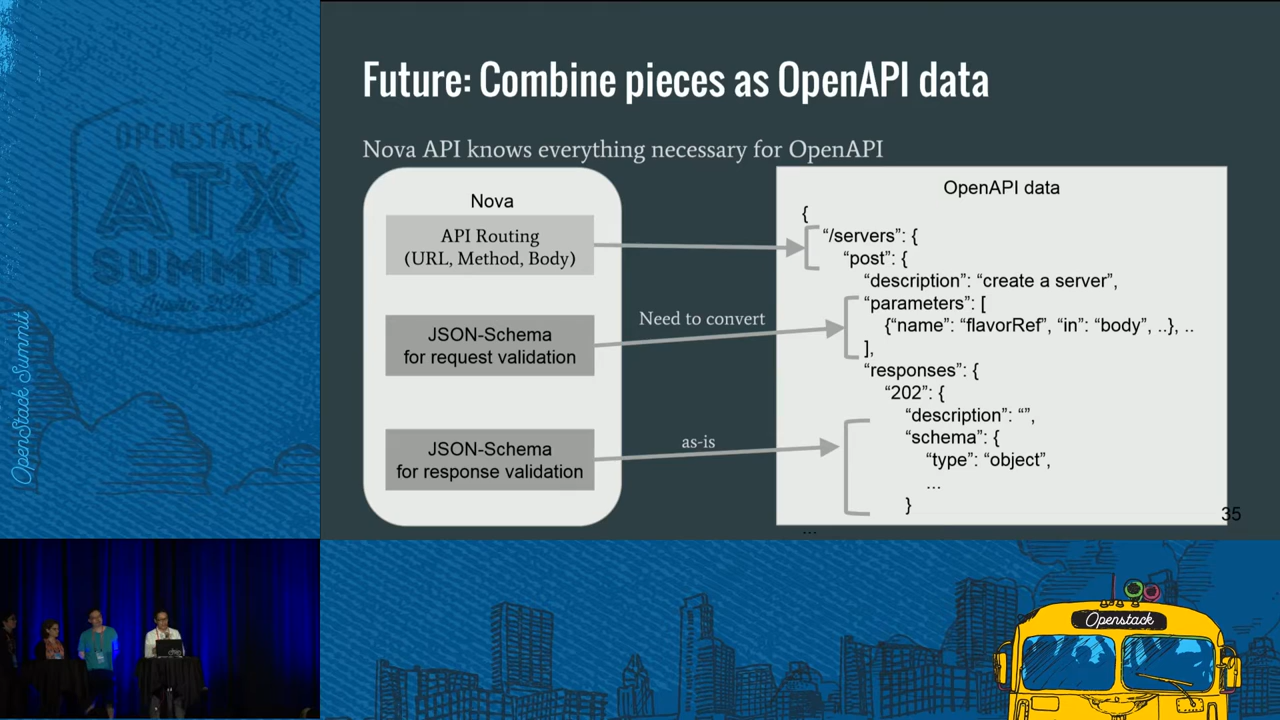 Future: Combine pieces as OpenAPI data
Nova API knows everything necessary for OpenAPI
Nova
API Routing
(URL, Method, Body)
JSON-Schema
for request validation
JSON-Schema
for response validation
Need to convert
as-is
OpenAPI data
{
“/servers”: {
“post”: {
“description”: “create a server”,
“parameters”: [
{“name”: “flavorRef”, “in”: “body”, ..}, ..
],
“responses”: {
“202”: {
“description”: “”,
“schema”: {
“type”: “object”,
...
}
...
35
OPENSTACK
ATX
SUMMIT
OpenStack Summit
Openstack